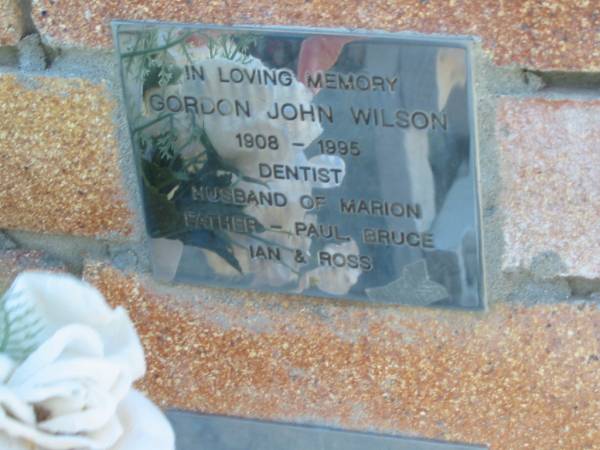 IN LOVING MEMORY
GORDON JOHN WILSON
1908 - 1995
DENTIST
HUSBAND OF MARION
FATHER - PAUL, BRUCE
IAN & ROSS